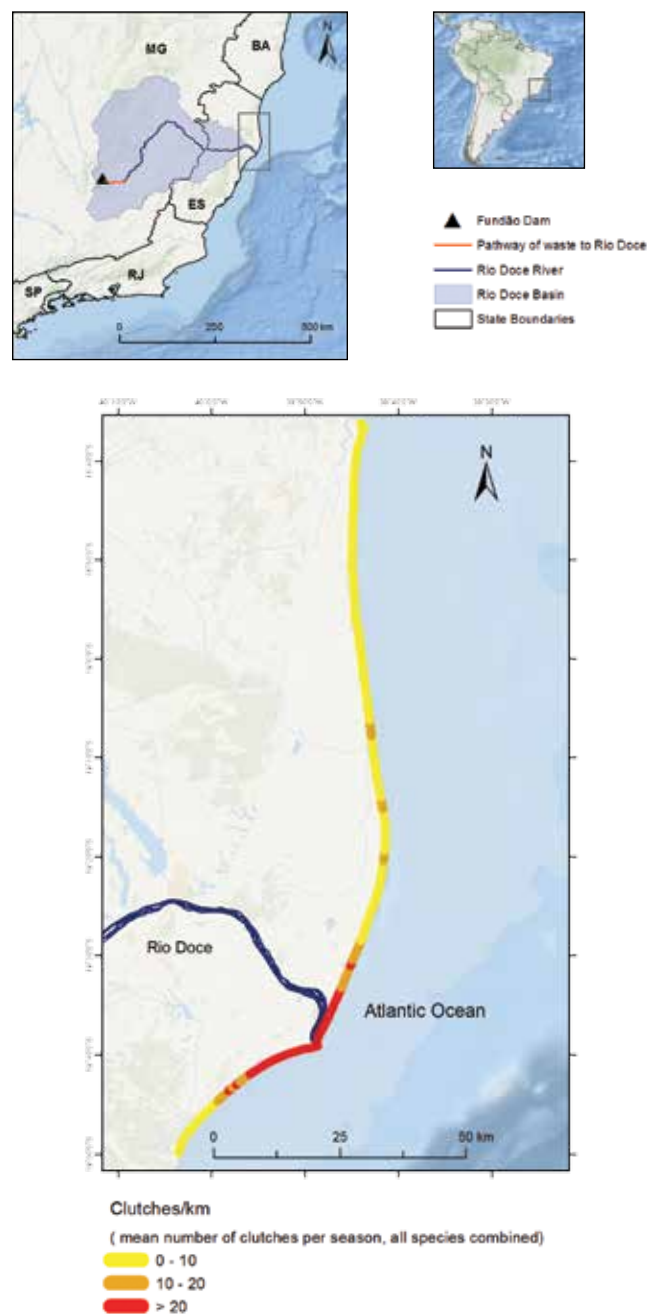 MG
BA
N
ES
RJ
SP
0 250 500 km
Fundão Dam
Pathway of waste to Rio Doce
Rio Doce River
Rio Doce Basin
State Boundaries
N
Rio Doce
Atlantic Ocean
0 25 50 km
Clutches/km
( mean number of clutches per season, all species combined)
0 - 10
10 - 20
> 20